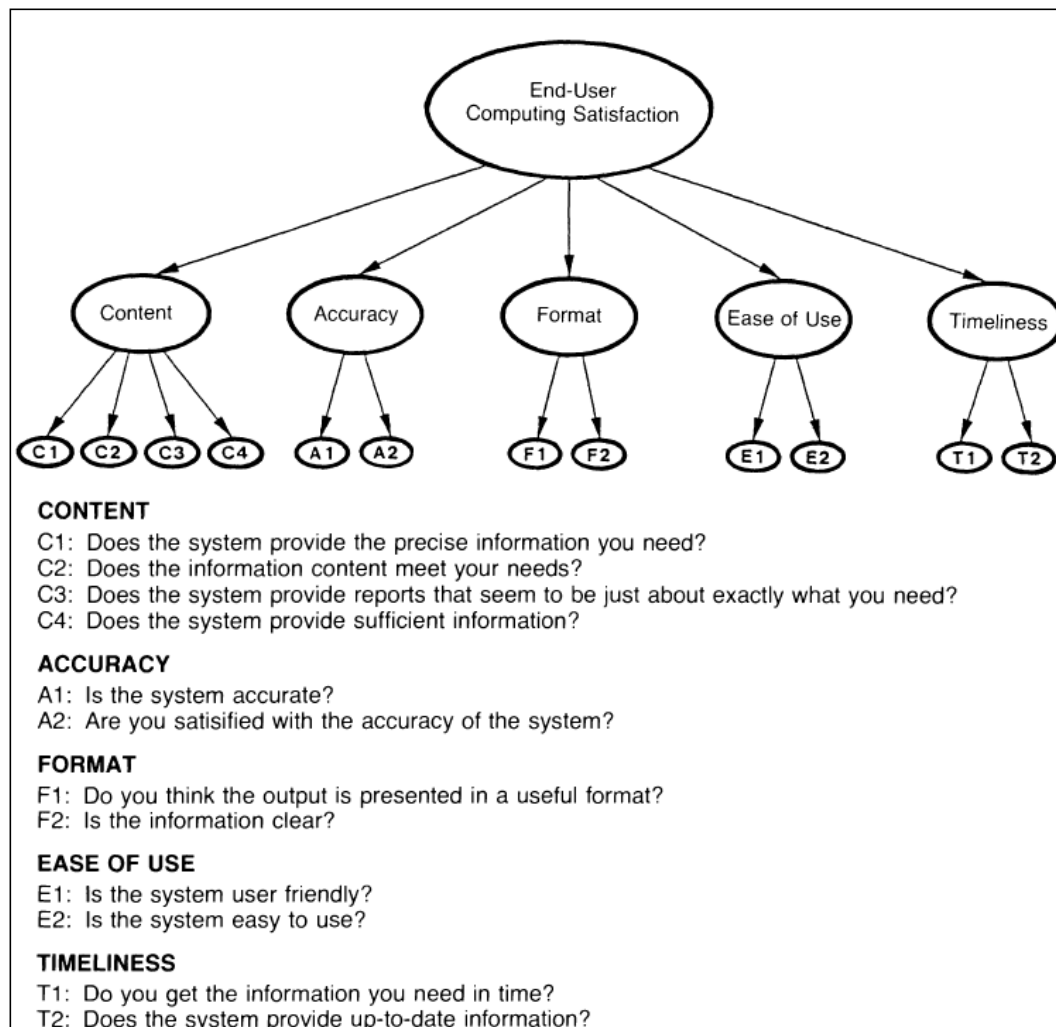 End-User
Computing Satisfaction
Content
Accuracy
Format
Ease of Use
Timeliness
C1 C2 C3 C4 A1 A2 F1 F2 E1 E2 T1 T2
CONTENT
C1: Does the system provide the precise information you need?
C2: Does the information content meet your needs?
C3: Does the system provide reports that seem to be just about exactly what you need?
C4: Does the system provide sufficient information?
ACCURACY
A1: Is the system accurate?
A2: Are you satisified with the accuracy of the system?
FORMAT
F1: Do you think the output is presented in a useful format?
F2: Is the information clear?
EASE OF USE
E1: Is the system user friendly?
E2: Is the system easy to use?
TIMELINESS
T1: Do you get the information you need in time?
T2: Does the system provide up-to-date information?